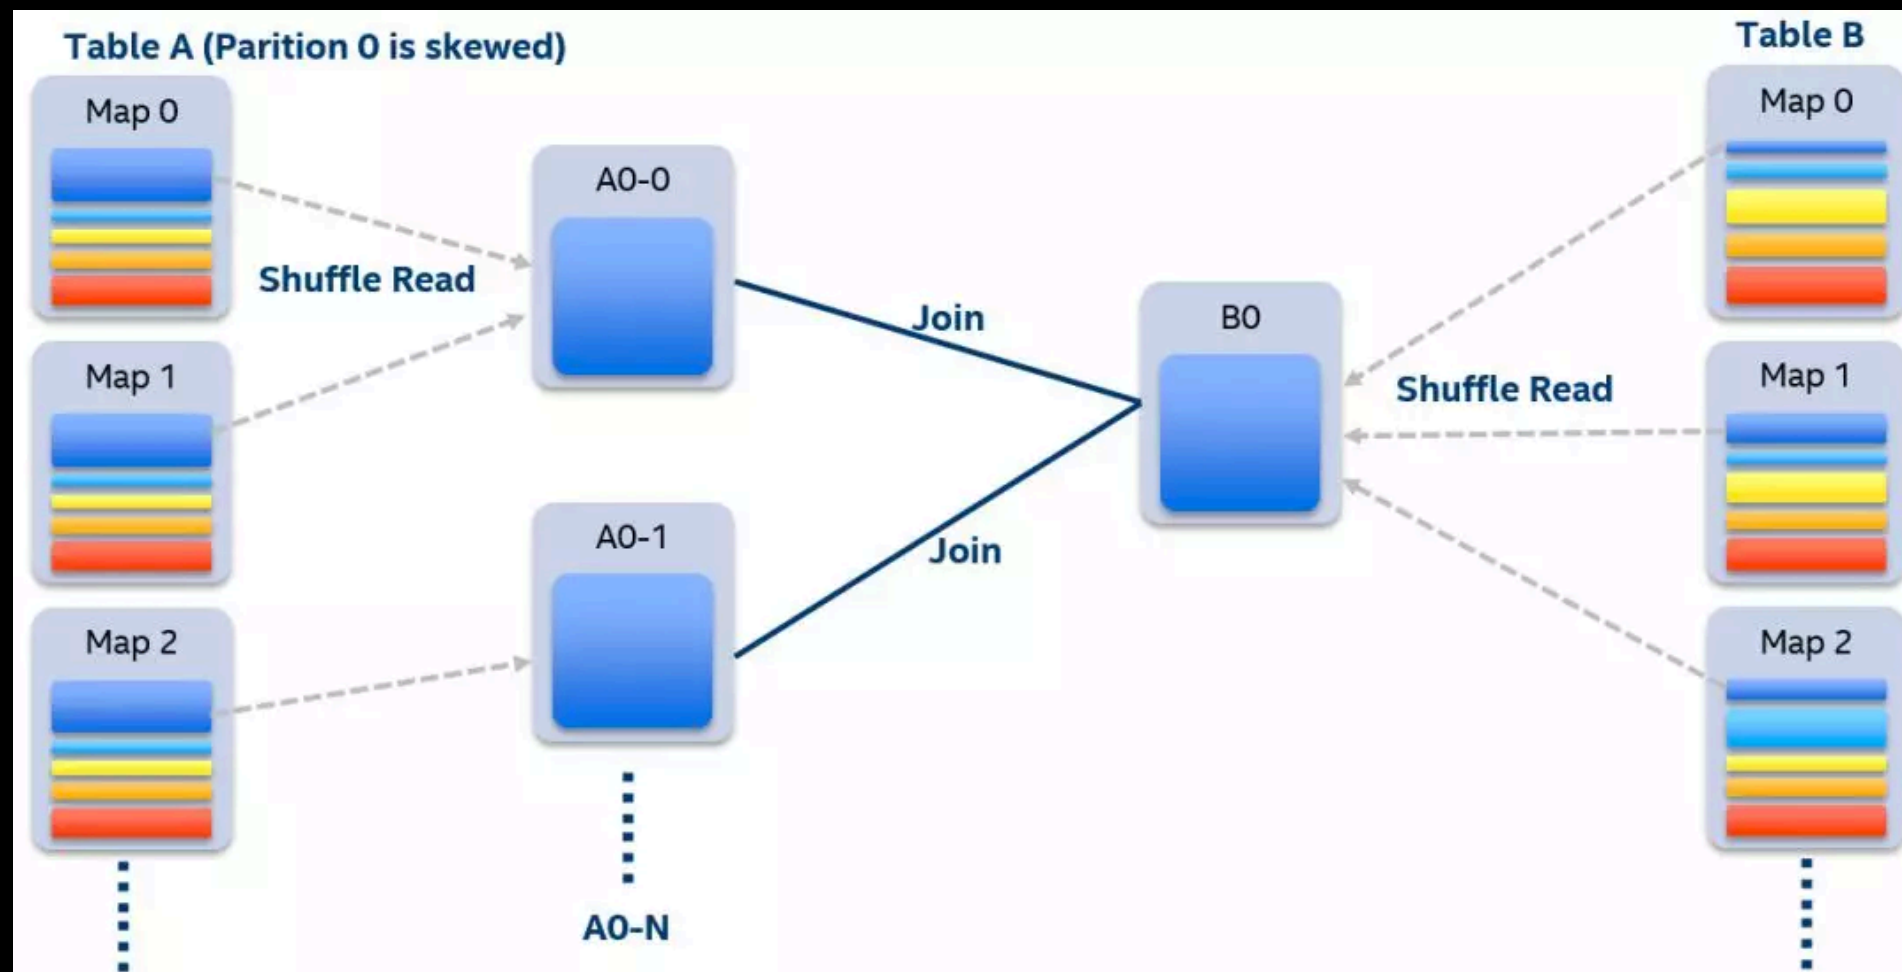 Table A (Parition 0 is skewed)
Table B
Map 0
A0-0
Map 0
Shuffle Read
Join
B0
Map 1
Shuffle Read
Map 1
A0-1
Join
Map 2
Map 2
A0-N